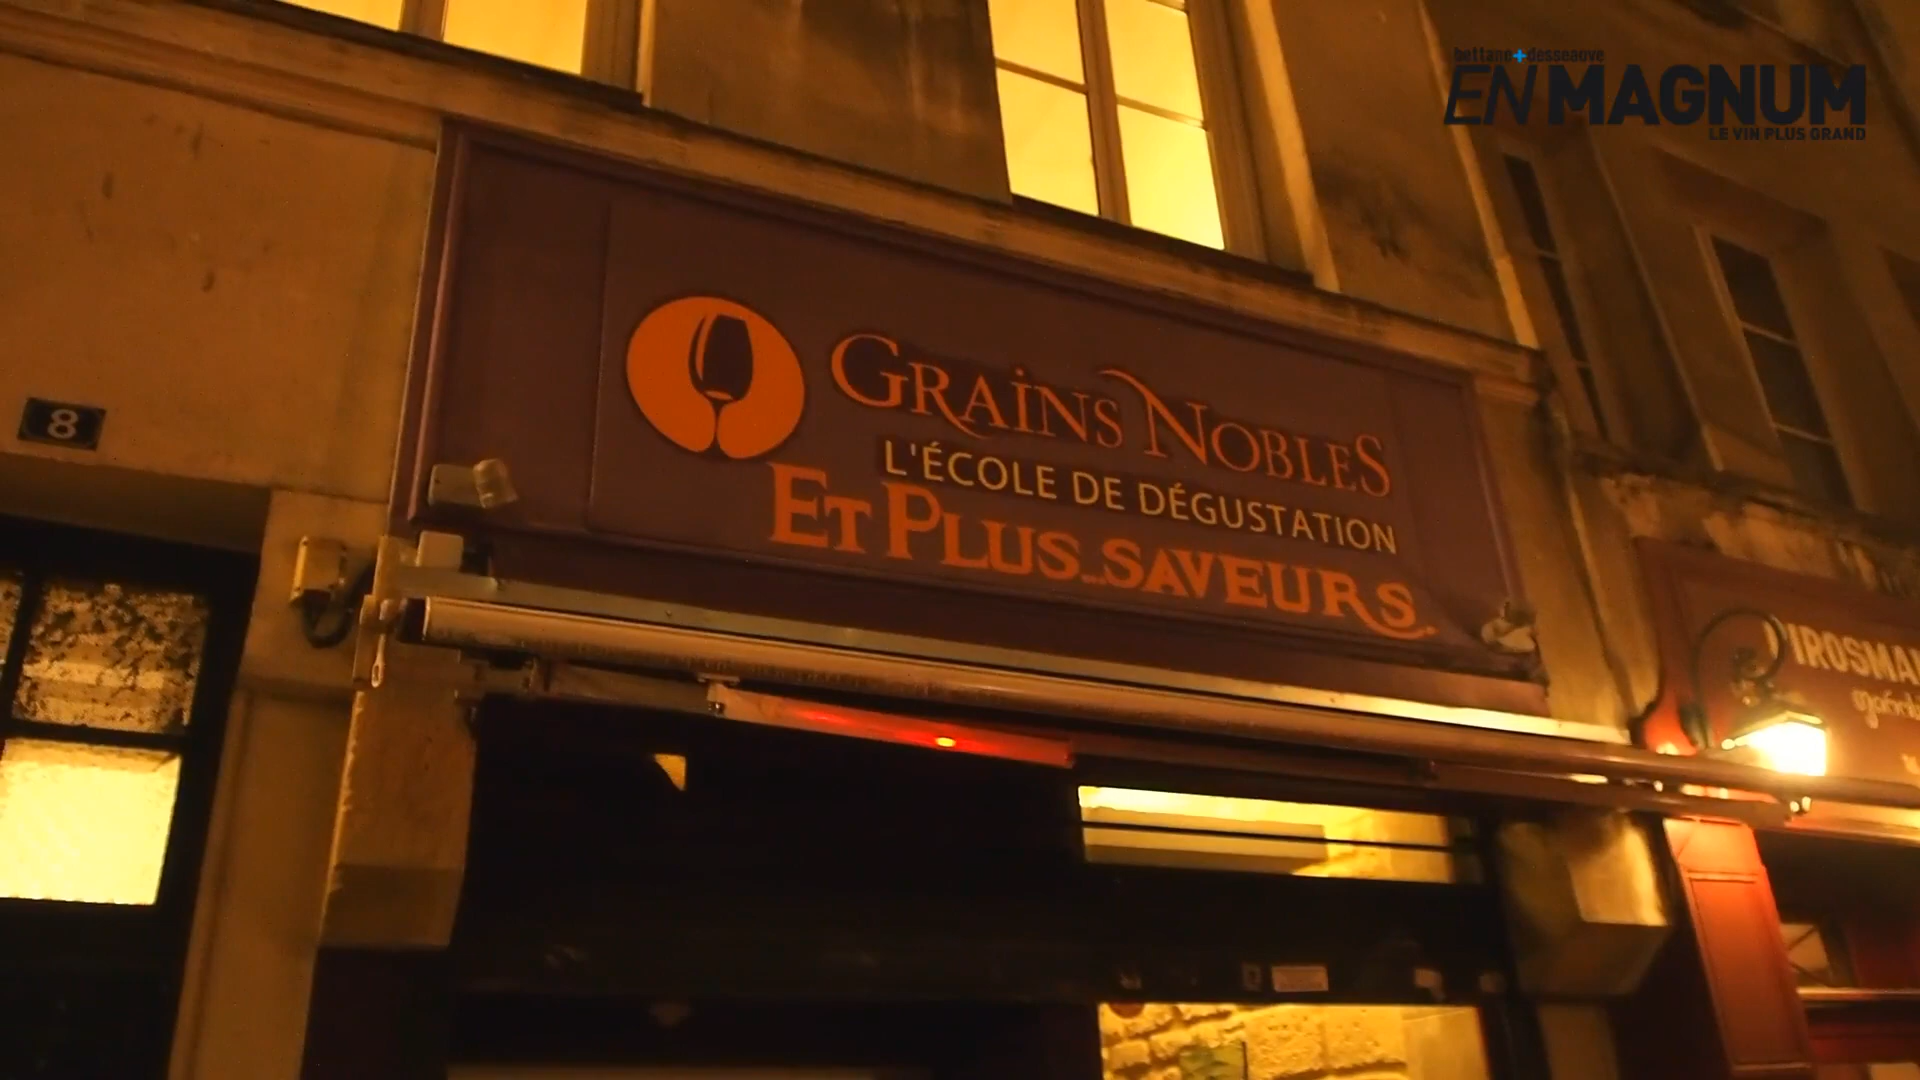 bettane+desseauve
EN MAGNUM
LE VIN PLUS GRAND
8
GRAINS NOBLES
L'ÉCOLE DE DÉGUSTATION
ET PLUS...SAVEURS.
PIROSMA